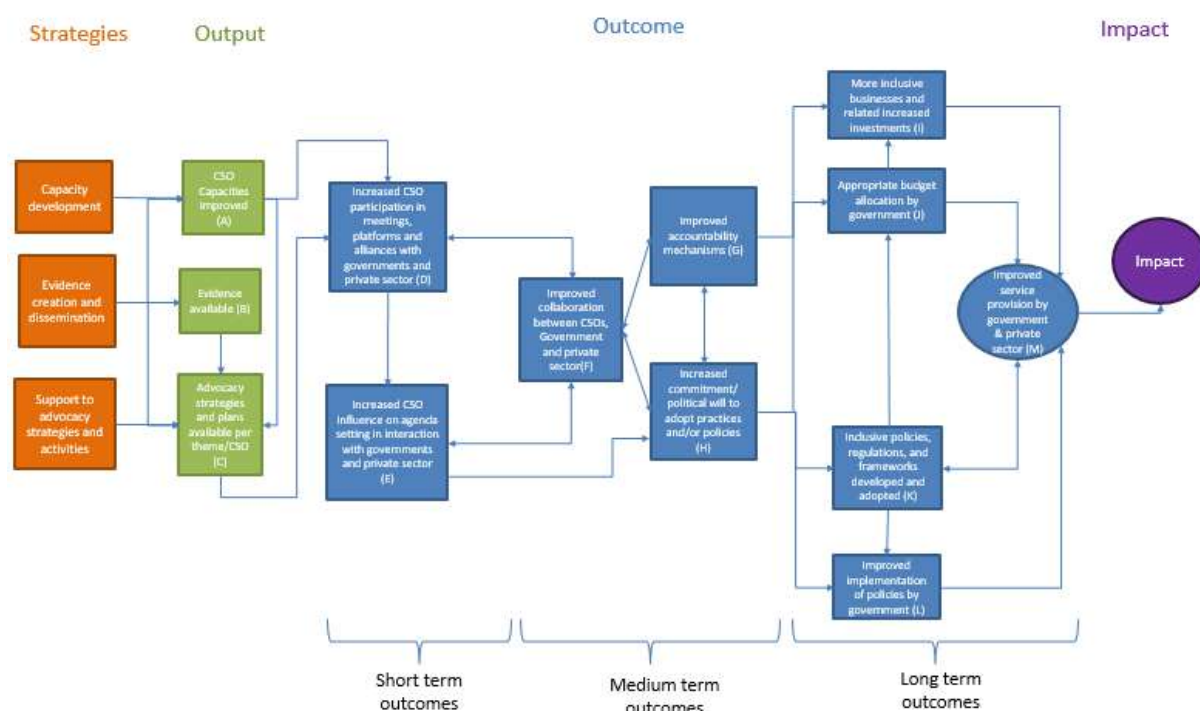 Strategies
Output
Outcome
Impact
Capacity
development
Evidence
creation and
dissemination
Support to
advocacy
strategies and
activities
CSO
Capacities
improved
(A)
Evidence
available (B)
Advocacy
strategies
and plans
available per
theme/CSO
(C)
Increased CSO
participation in
meetings,
platforms and
alliances with
governments and
private sector (D)
Increased CSO
influence on agenda
setting in interaction
with governments
and private sector
(E)
Improved
collaboration
between CSOs,
Government
and private
sector(F)
Improved
accountability
mechanisms (G)
Increased
commitment/
political will to
adopt practices
and/or policies
(H)
More inclusive
businesses and
related increased
investments (I)
Appropriate budget
allocation by
government (J)
Inclusive policies,
regulations, and
frameworks
developed and
adopted (K)
Improved
implementation
of policies by
government (L)
Improved
service
provision by
government
& private
sector (M)
Impact
Short term
outcomes
Medium term
outcomes
Long term
outcomes